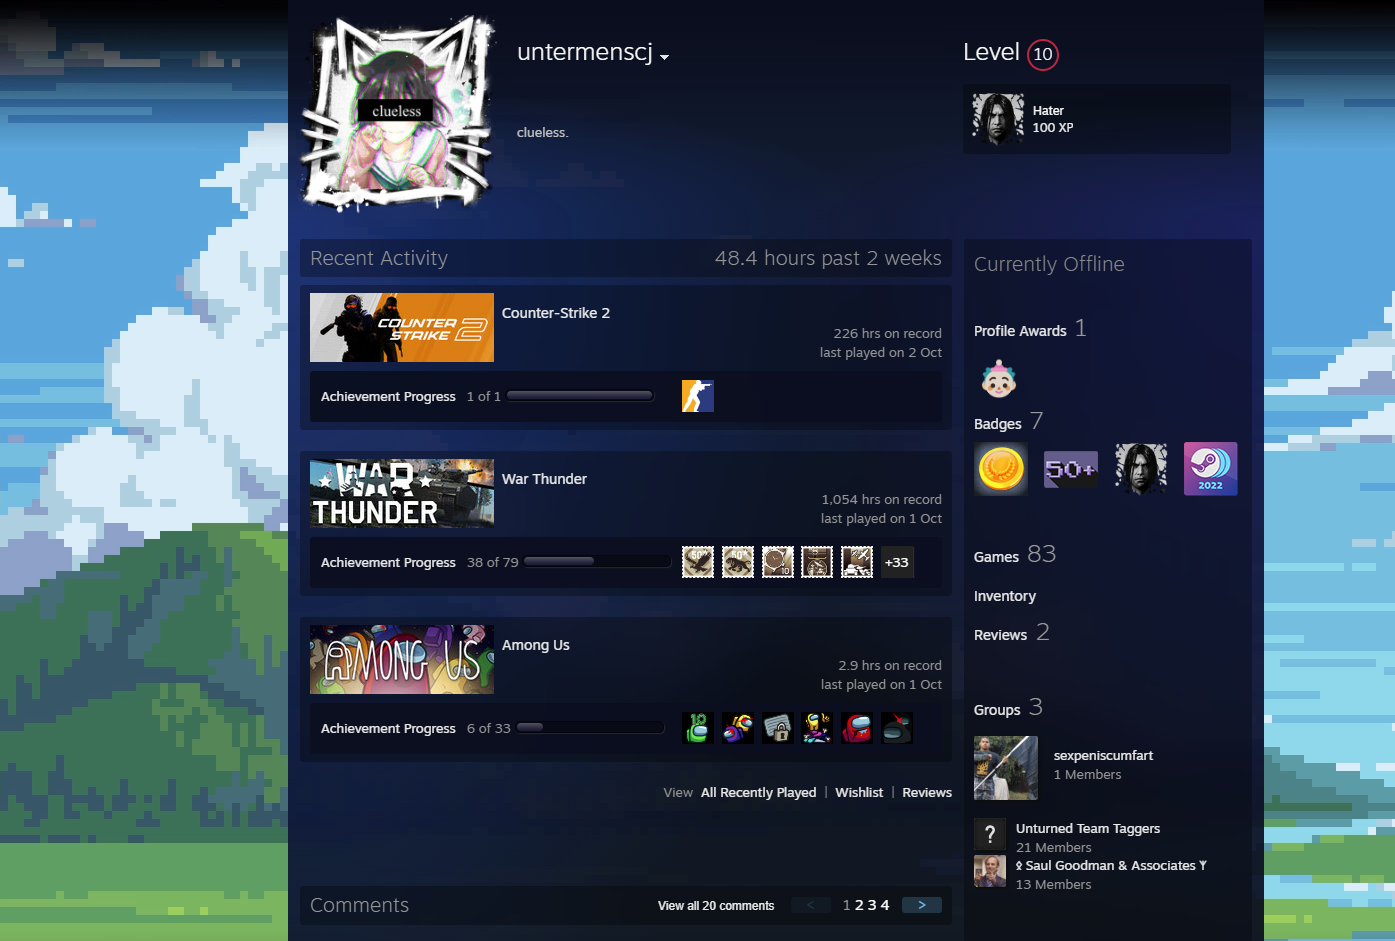 untermenscj
clueless
clueless.
Level 10
Hater
100 XP
Recent Activity
48.4 hours past 2 weeks
COUNTER
STRIKE 2
Counter-Strike 2
226 hrs on record
last played on 2 Oct
Achievement Progress 1 of 1
WAR
THUNDER
War Thunder
1,054 hrs on record
last played on 1 Oct
Achievement Progress 38 of 79
50
50
10
+33
AMONG US
Among Us
2.9 hrs on record
last played on 1 Oct
Achievement Progress 6 of 33
10
View All Recently Played | Wishlist | Reviews
Comments
View all 20 comments
< 1 2 3 4 >
Currently Offline
Profile Awards 1
Badges 7
50+
2022
Games 83
Inventory
Reviews 2
Groups 3
sexpeniscumfart
1 Members
?
Unturned Team Taggers
21 Members
ᛟ Saul Goodman & Associates ᛉ
13 Members